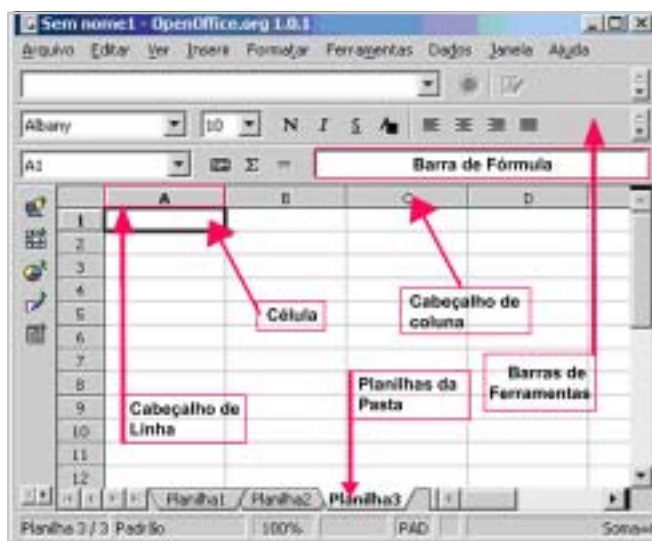 Sem nome1 - OpenOffice.org 1.0.1
Arquivo Editar Ver Inserir Formatar Ferramentas Dados Janela Ajuda
Albany 10 N I S A
A1 Σ = Barra de Fórmula
A B C D
1
2
3
4
5
6
7
8
9
10
11
12
Célula
Cabeçalho de
coluna
Planilhas da
Pasta
Barras de
Ferramentas
Cabeçalho de
Linha
Planilha1 Planilha2 Planilha3
Planilha 3 / 3 Padrão 100% PAD Soma=